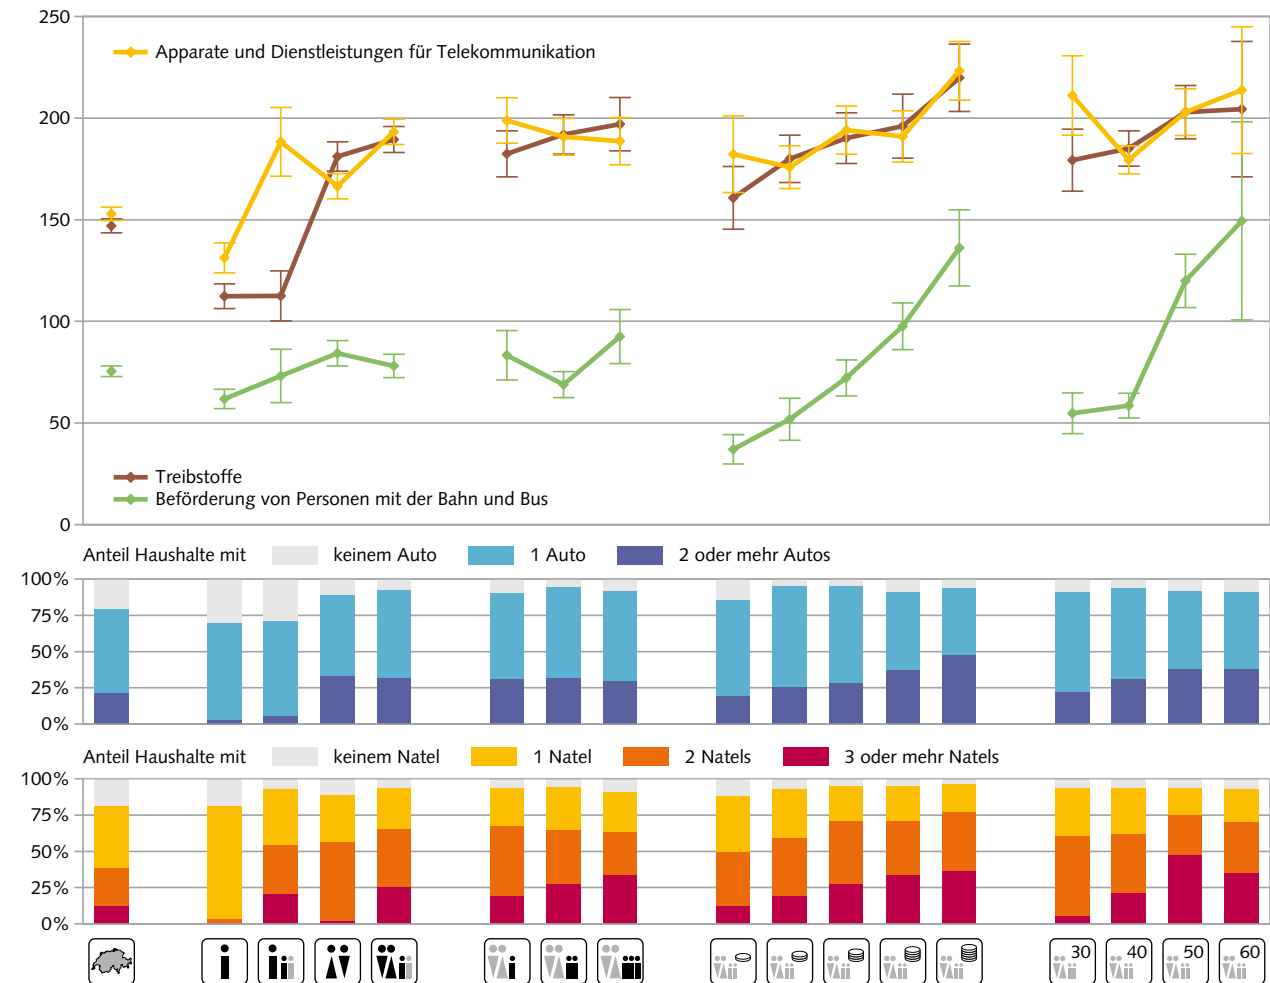 250
Apparate und Dienstleistungen für Telekommunikation
200
150
100
50
Treibstoffe
Beförderung von Personen mit der Bahn und Bus
0
Anteil Haushalte mit keinem Auto 1 Auto 2 oder mehr Autos
100%
75%
50%
25%
0%
Anteil Haushalte mit keinem Natel 1 Natel 2 Natels 3 oder mehr Natels
100%
75%
50%
25%
0%
30 40 50 60